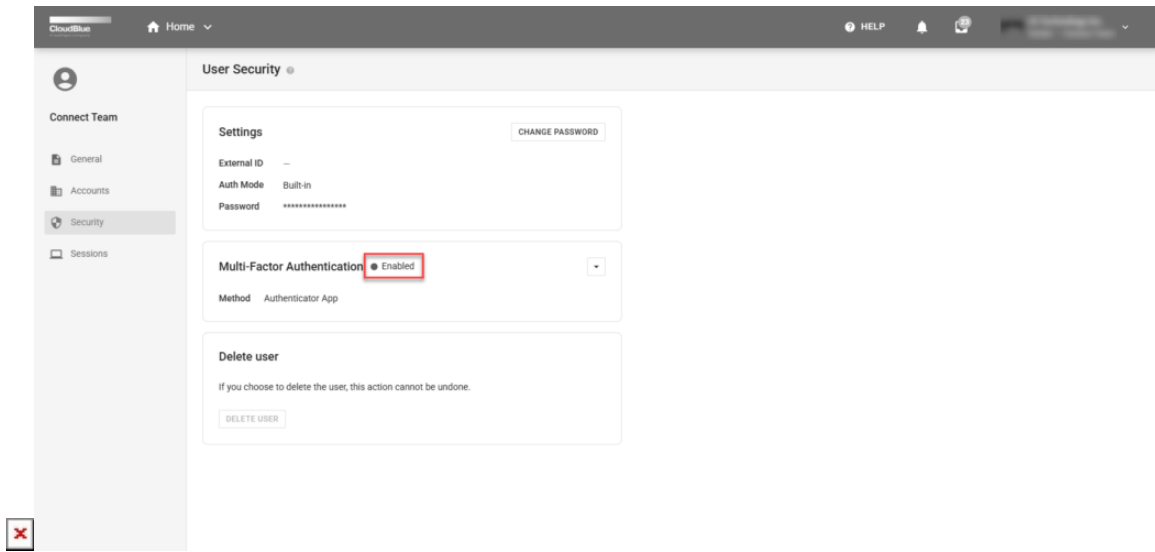 CloudBlue
Home
HELP
User Security
Connect Team
General
Accounts
Security
Sessions
Settings
CHANGE PASSWORD
External ID –
Auth Mode Built-in
Password ****************
Multi-Factor Authentication Enabled
Method Authenticator App
Delete user
If you choose to delete the user, this action cannot be undone.
DELETE USER